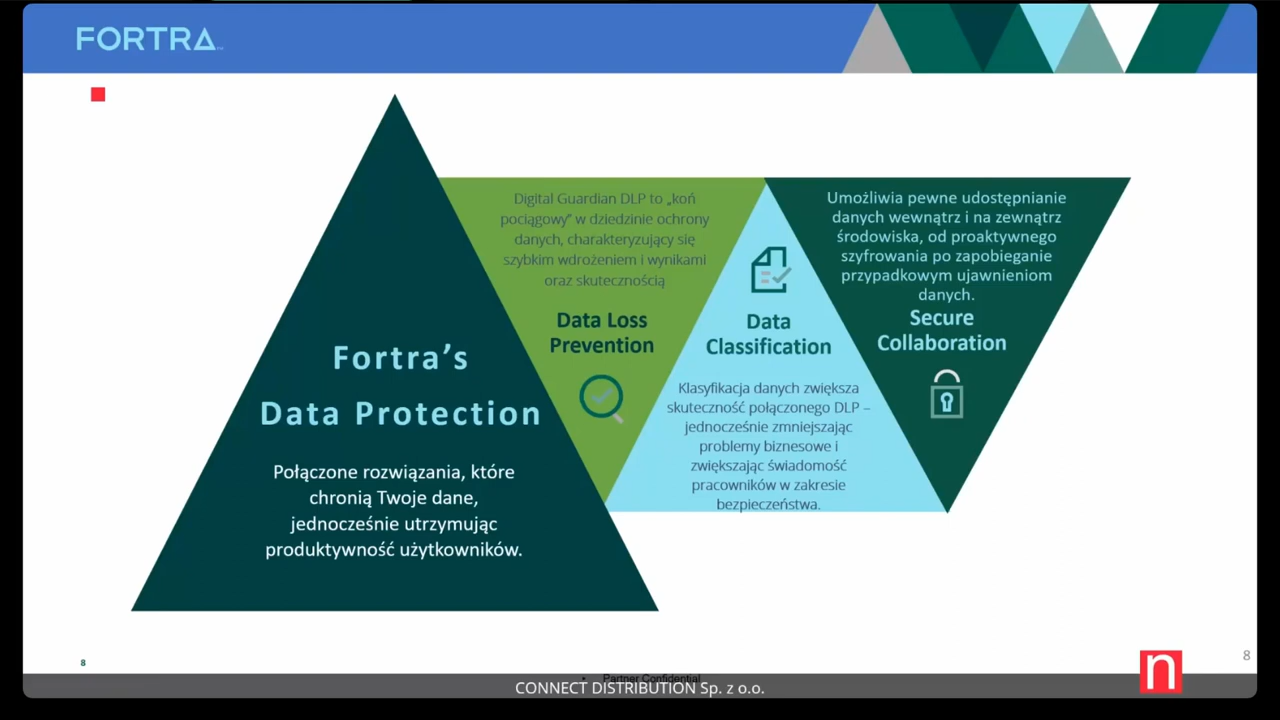 FORTRA
Digital Guardian DLP to „koń
pociągowy” w dziedzinie ochrony
danych, charakteryzujący się
szybkim wdrożeniem i wynikami
oraz skutecznością
Data Loss
Prevention
Data
Classification
Klasyfikacja danych zwiększa
skuteczność połączonego DLP –
jednocześnie zmniejszając
problemy biznesowe i
zwiększając świadomość
pracowników w zakresie
bezpieczeństwa.
Umożliwia pewne udostępnianie
danych wewnątrz i na zewnątrz
środowiska, od proaktywnego
szyfrowania po zapobieganie
przypadkowym ujawnieniom
danych.
Secure
Collaboration
Fortra’s
Data Protection
Połączone rozwiązania, które
chronią Twoje dane,
jednocześnie utrzymując
produktywność użytkowników.
8
8
n
Partner Confidential
CONNECT DISTRIBUTION Sp. z o.o.